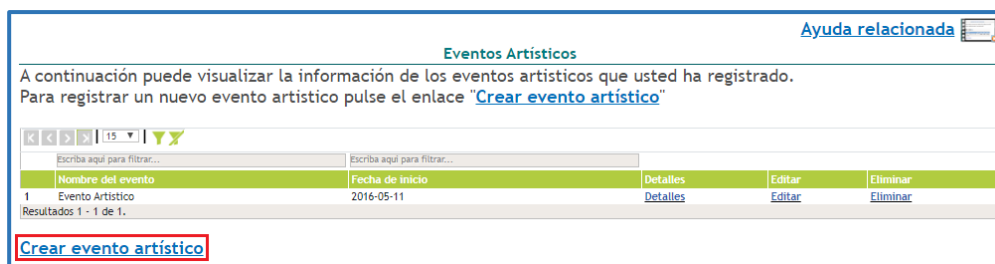 Ayuda relacionada
Eventos Artísticos
A continuación puede visualizar la información de los eventos artisticos que usted ha registrado.
Para registrar un nuevo evento artistico pulse el enlace "Crear evento artístico"
15
Escriba aquí para filtrar... Escriba aquí para filtrar...
Nombre del evento Fecha de inicio Detalles Editar Eliminar
1 Evento Artistico 2016-05-11 Detalles Editar Eliminar
Resultados 1 - 1 de 1.
Crear evento artístico